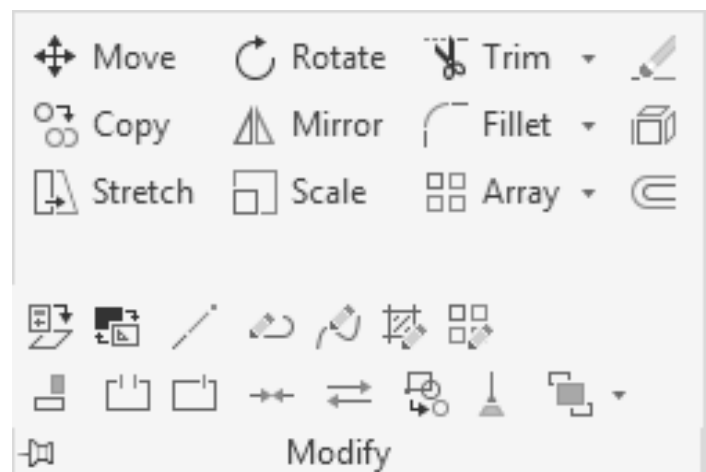 Move Rotate Trim
Copy Mirror Fillet
Stretch Scale Array
Modify